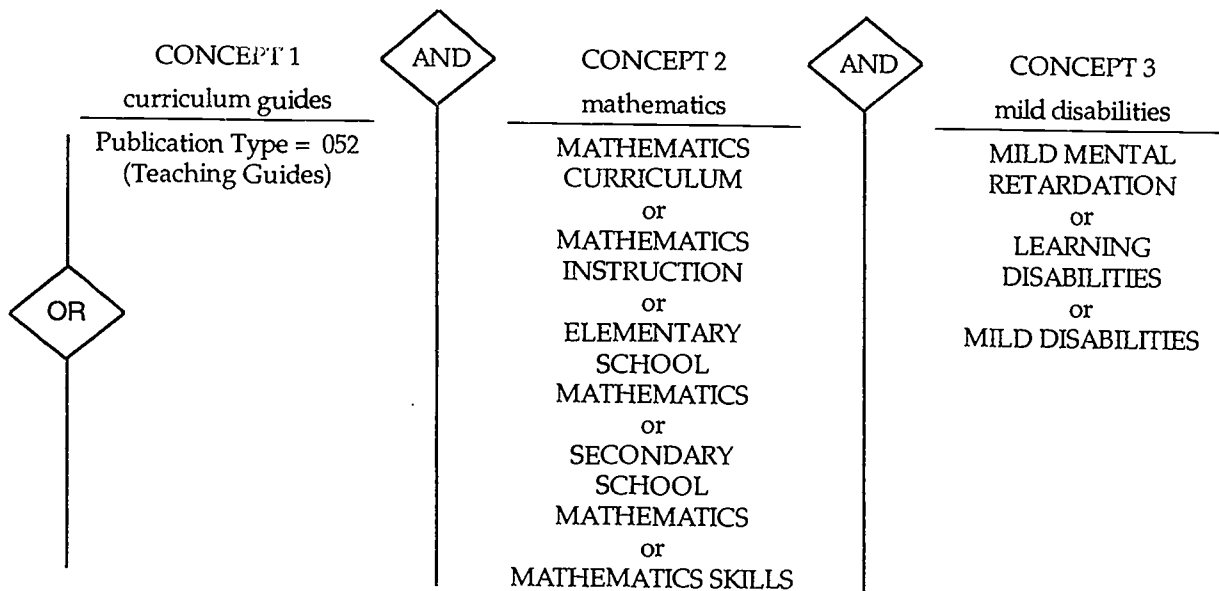 CONCEPT 1
curriculum guides
Publication Type = 052
(Teaching Guides)
OR
AND
CONCEPT 2
mathematics
MATHEMATICS
CURRICULUM
or
MATHEMATICS
INSTRUCTION
or
ELEMENTARY
SCHOOL
MATHEMATICS
or
SECONDARY
SCHOOL
MATHEMATICS
or
MATHEMATICS SKILLS
AND
CONCEPT 3
mild disabilities
MILD MENTAL
RETARDATION
or
LEARNING
DISABILITIES
or
MILD DISABILITIES